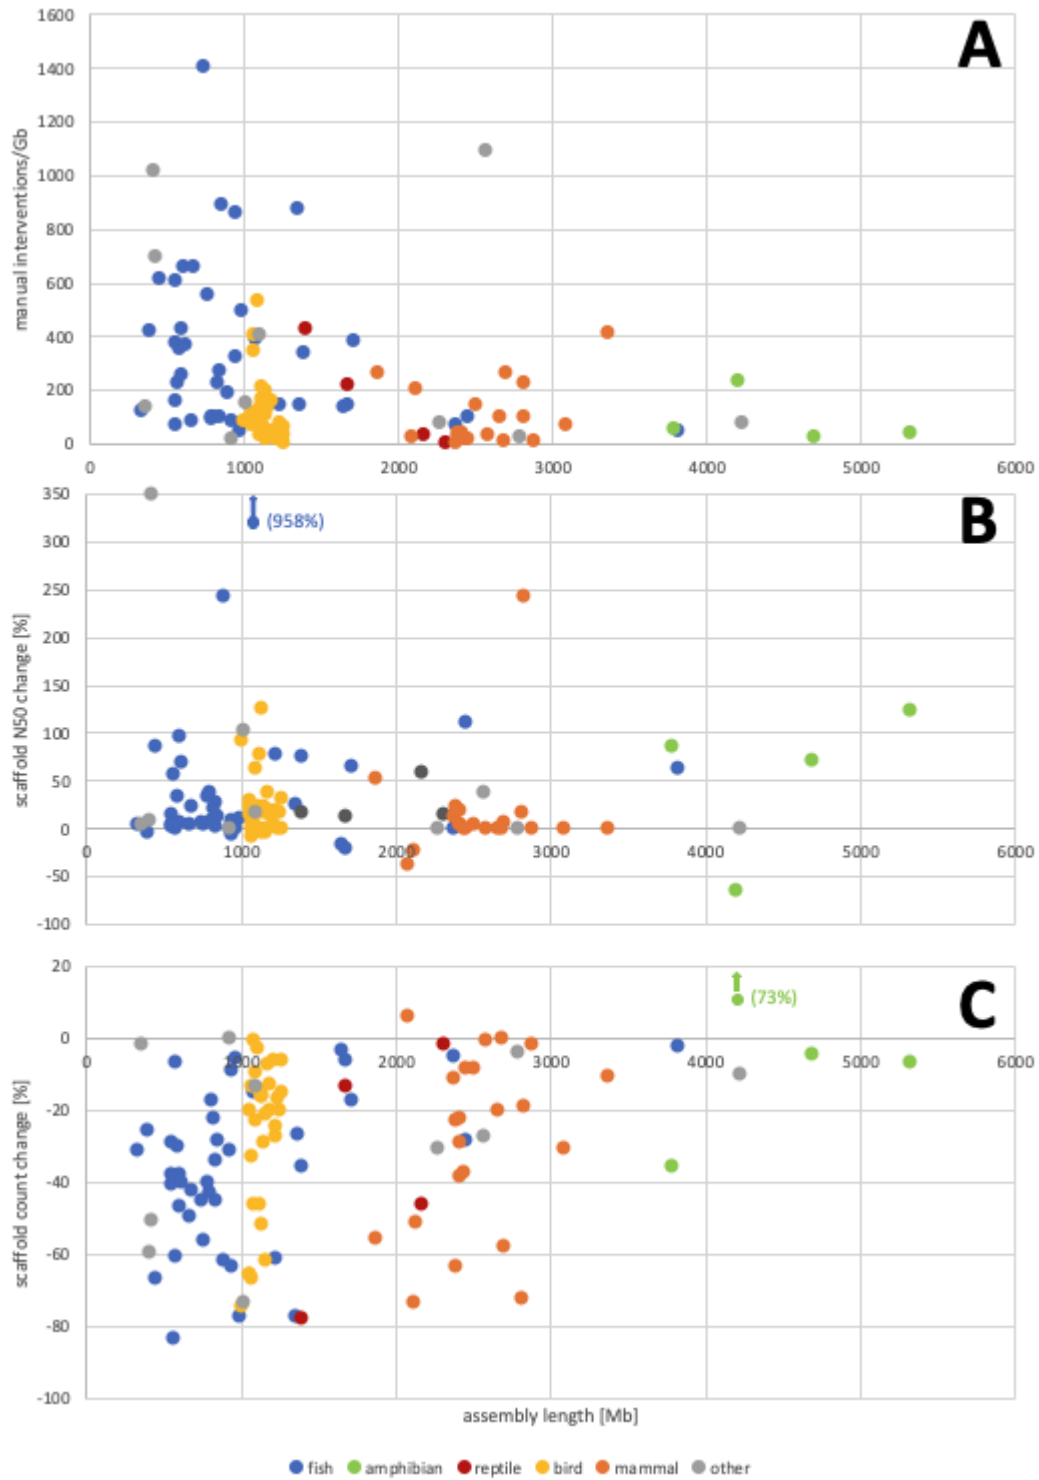 A
1600
1400
1200
1000
800
600
400
200
0
manual interventions/Gb
0 1000 2000 3000 4000 5000 6000
B
350
300
250
200
150
100
50
0
-50
-100
scaffold N50 change [%]
(958%)
0 1000 2000 3000 4000 5000 6000
C
20
0
-20
-40
-60
-80
-100
scaffold count change [%]
(73%)
0 1000 2000 3000 4000 5000 6000
assembly length [Mb]
fish amphibian reptile bird mammal other